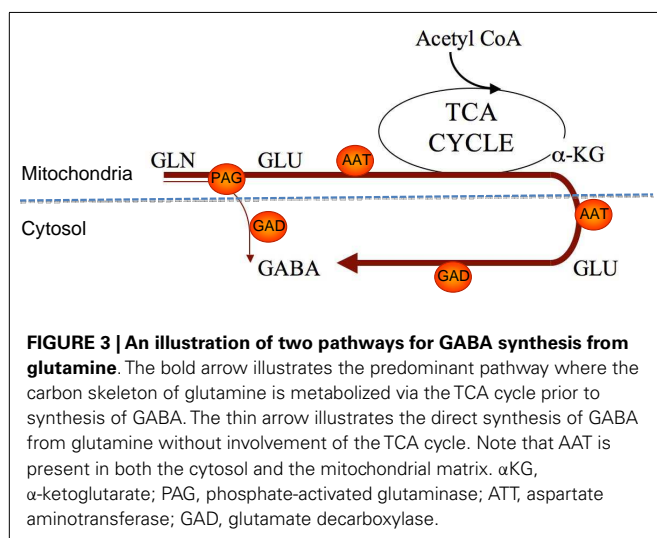 Acetyl CoA
TCA
CYCLE
α-KG
GLN
GLU
AAT
Mitochondria
PAG
Cytosol
GAD
AAT
GABA
GLU
GAD
FIGURE 3 | An illustration of two pathways for GABA synthesis from
glutamine. The bold arrow illustrates the predominant pathway where the
carbon skeleton of glutamine is metabolized via the TCA cycle prior to
synthesis of GABA. The thin arrow illustrates the direct synthesis of GABA
from glutamine without involvement of the TCA cycle. Note that AAT is
present in both the cytosol and the mitochondrial matrix. αKG,
α-ketoglutarate; PAG, phosphate-activated glutaminase; ATT, aspartate
aminotransferase; GAD, glutamate decarboxylase.